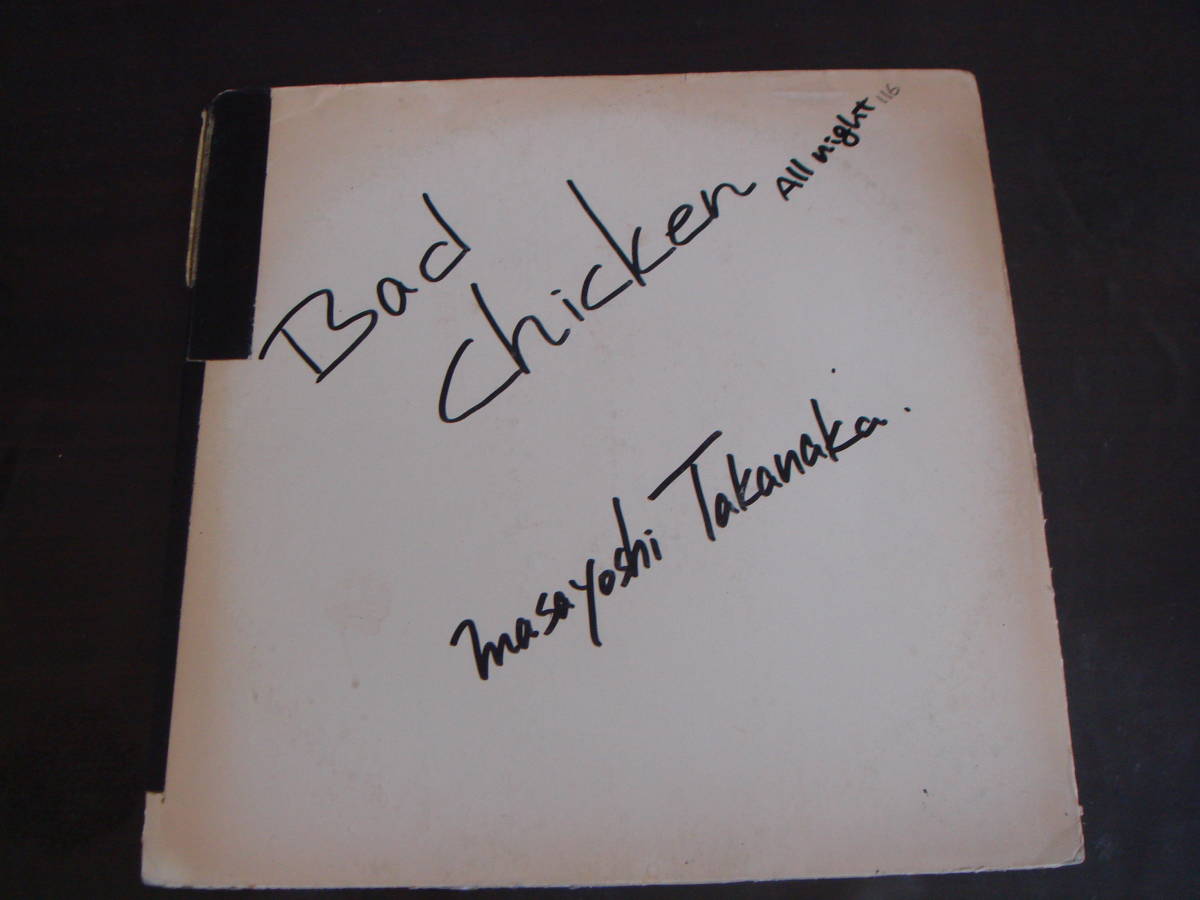 Bad
chicken
All night 116
masayoshi Takanaka.